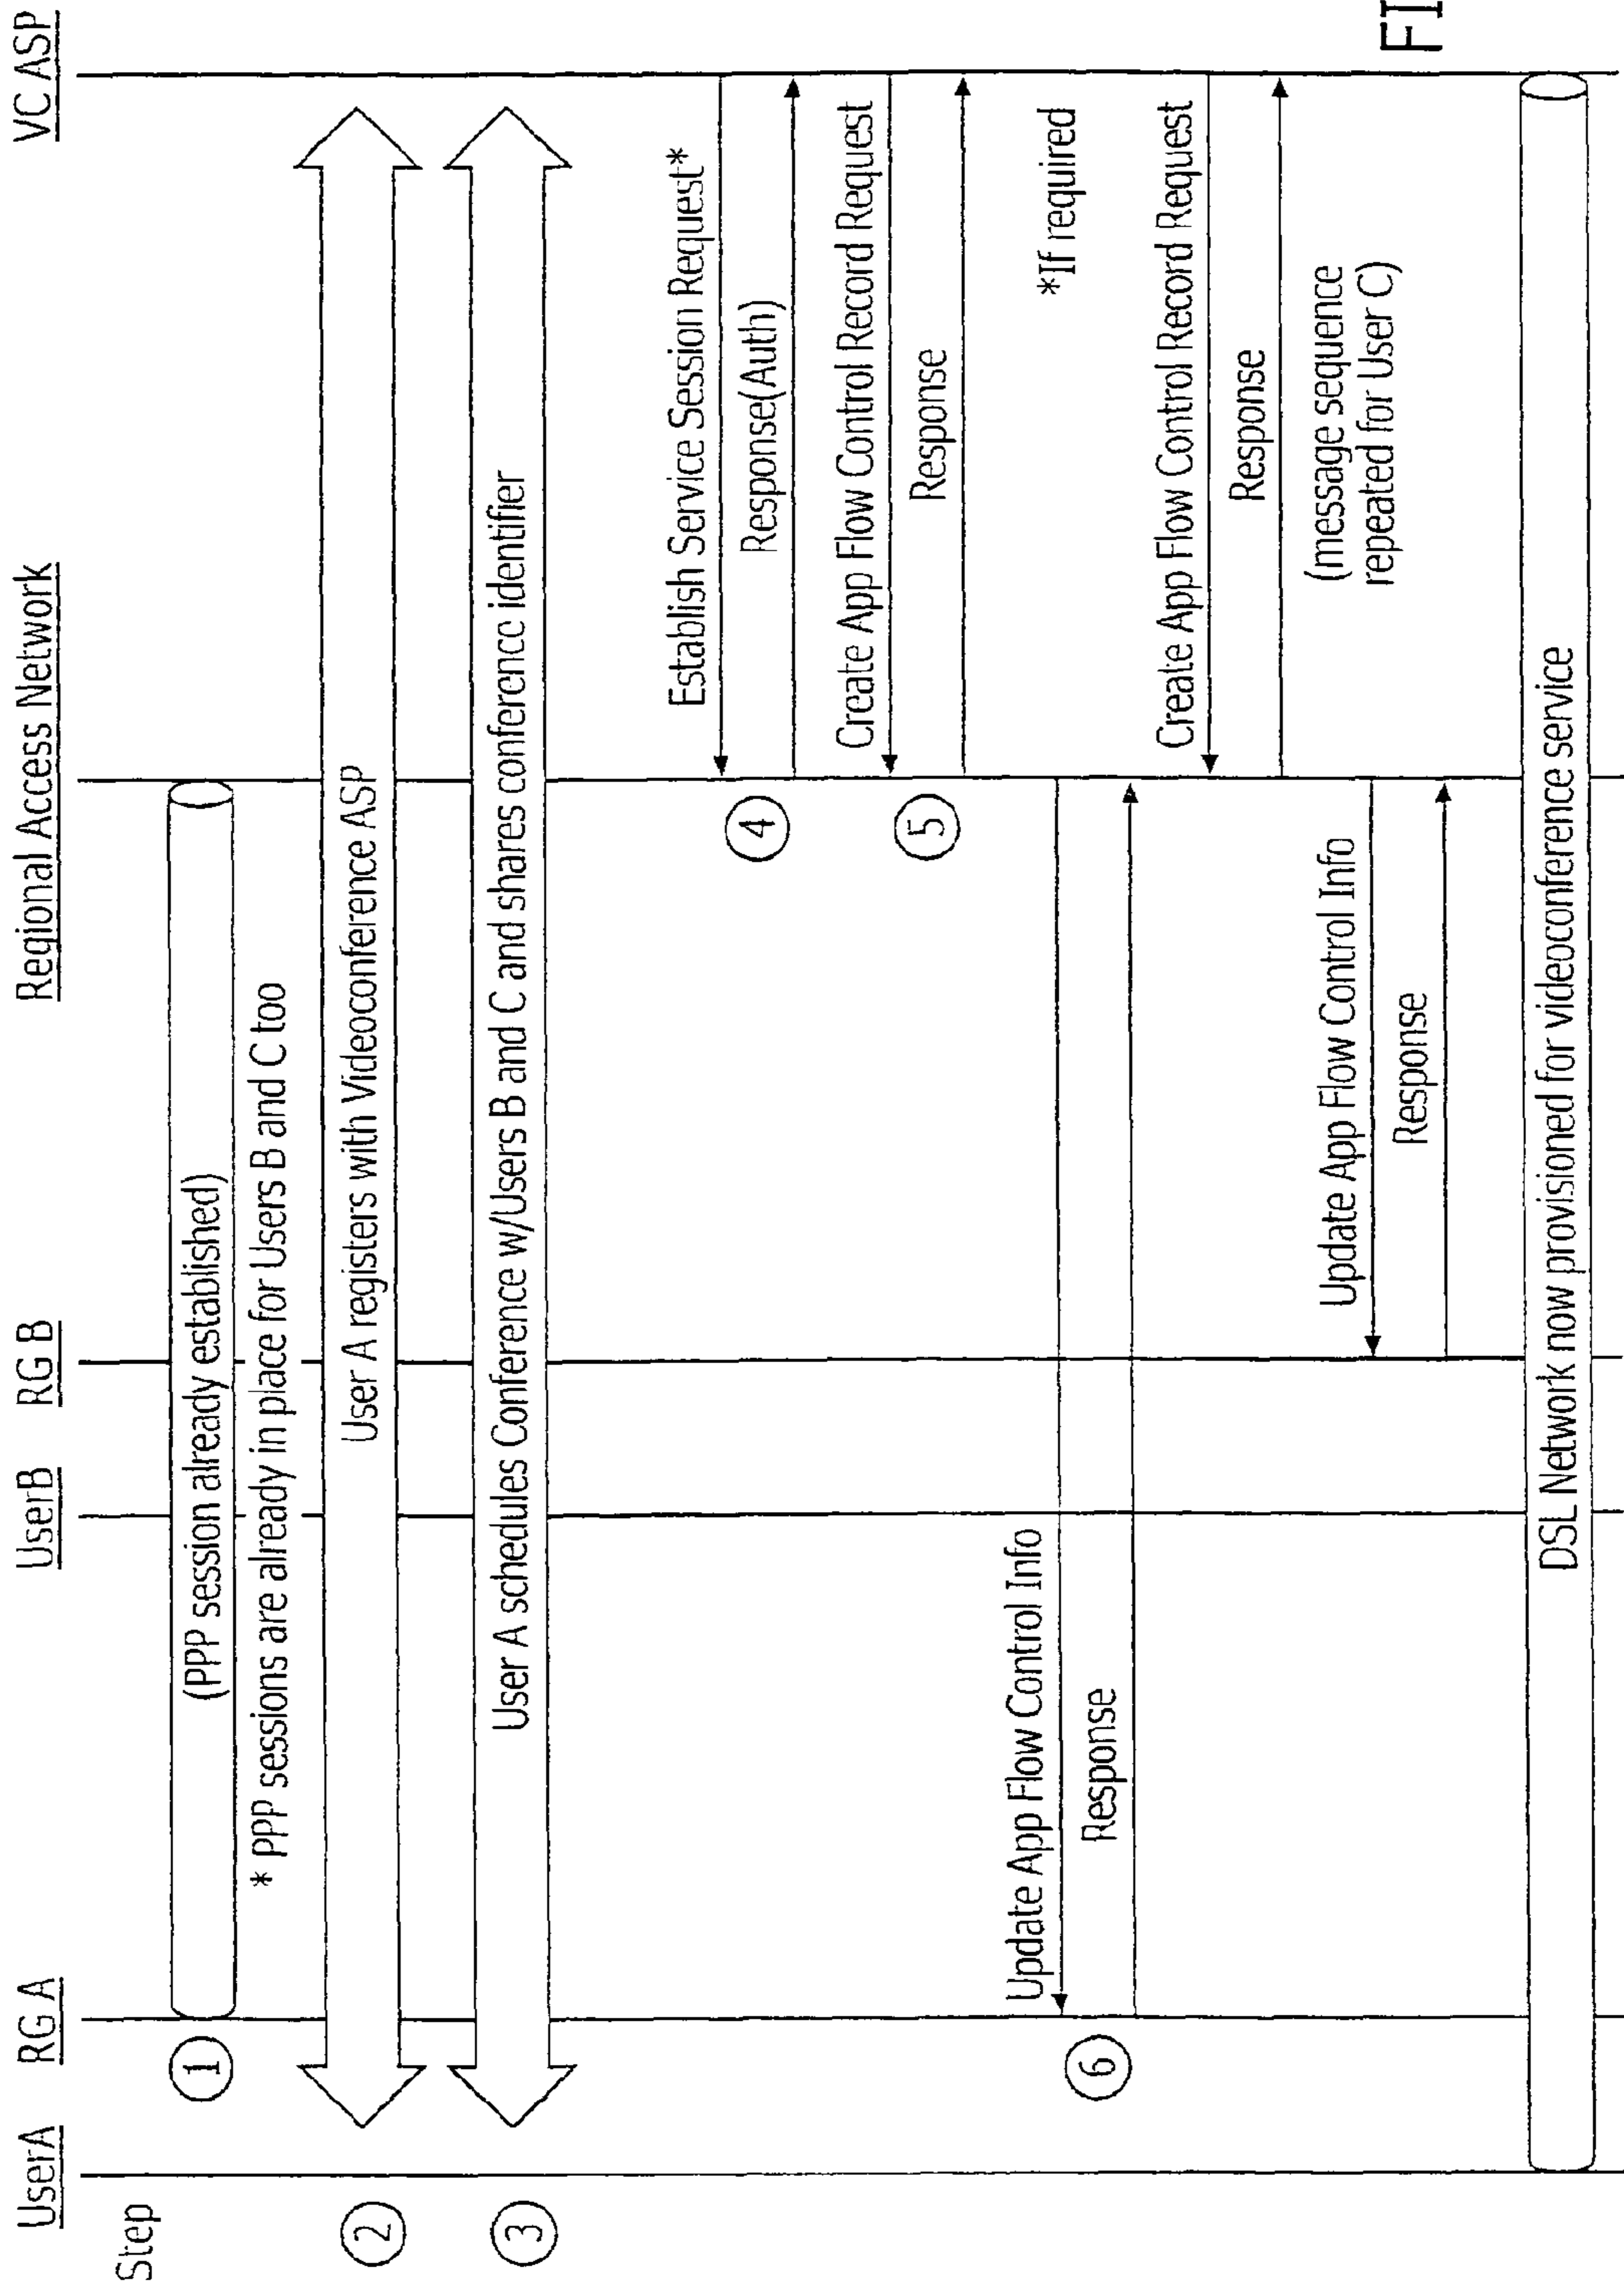 UserA
RG A
UserB
RG B
Regional Access Network
VC ASP
Step
1
(PPP session already established)
* PPP sessions are already in place for Users B and C too
2
User A registers with Videoconference ASP
3
User A schedules Conference w/Users B and C and shares conference identifier
Establish Service Session Request*
4
Response(Auth)
Create App Flow Control Record Request
5
Response
Update App Flow Control Info
*If required
6
Response
Create App Flow Control Record Request
Response
(message sequence
repeated for User C)
Update App Flow Control Info
Response
DSL Network now provisioned for videoconference service
FI